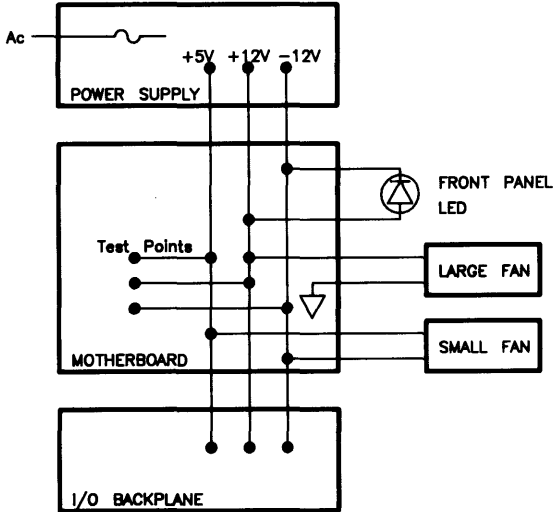 Ac
+5V +12V -12V
POWER SUPPLY
FRONT PANEL
LED
Test Points
LARGE FAN
SMALL FAN
MOTHERBOARD
I/O BACKPLANE